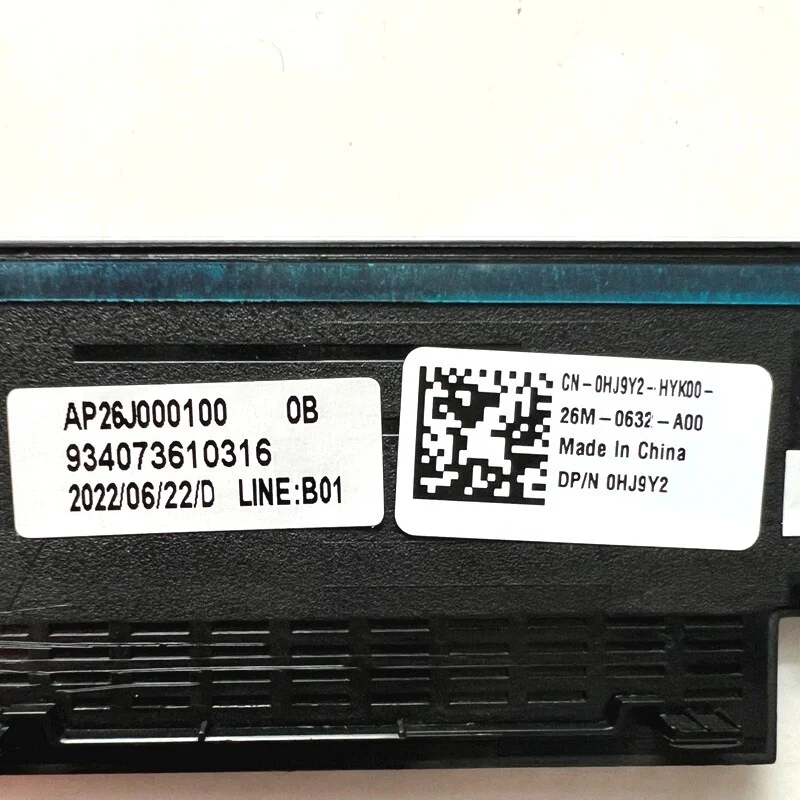 AP26J000100 0B
934073610316
2022/06/22/D LINE:B01
CN-0HJ9Y2-HYK00-
26M-0632-A00
Made In China
DP/N 0HJ9Y2